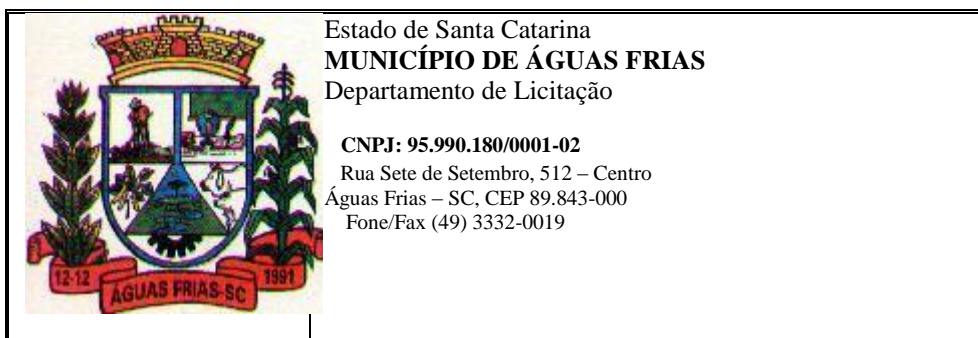 Estado de Santa Catarina
MUNICÍPIO DE ÁGUAS FRIAS
Departamento de Licitação
CNPJ: 95.990.180/0001-02
Rua Sete de Setembro, 512 – Centro
Águas Frias – SC, CEP 89.843-000
Fone/Fax (49) 3332-0019
12-12
1991
ÁGUAS FRIAS-SC